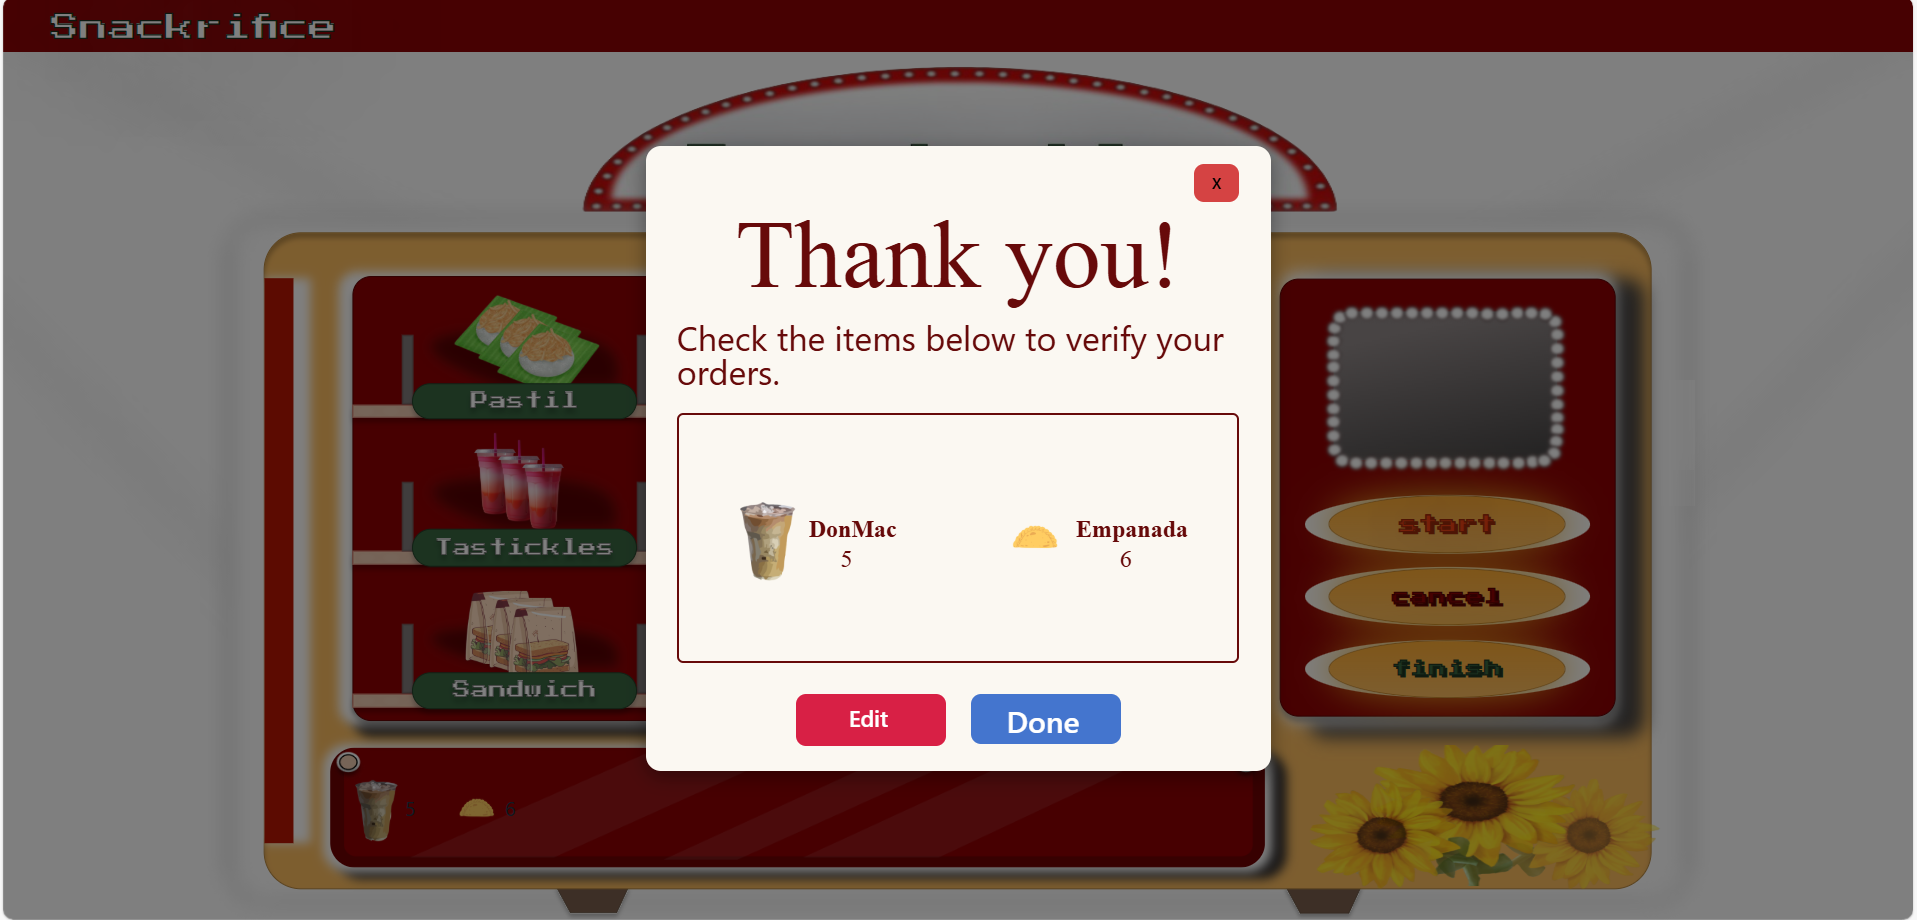 Snackrifice
x
Thank you!
Check the items below to verify your
orders.
DonMac
5
Empanada
6
Edit
Done
Pastil
Tastickles
Sandwich
start
cancel
finish
5
6